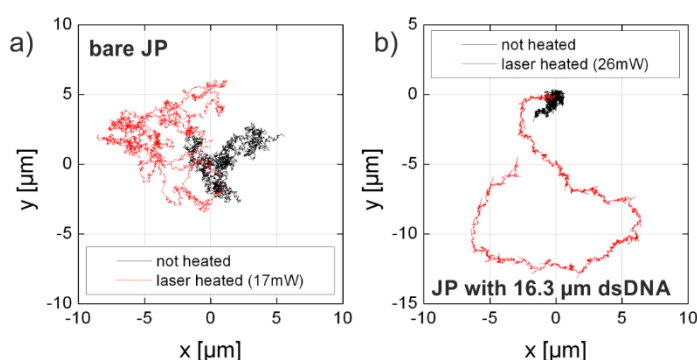 a)
bare JP
10
5
0
-5
-10
y [µm]
not heated
laser heated (17mW)
-10 -5 0 5 10
x [µm]
b)
not heated
laser heated (26mW)
5
0
-5
-10
-15
y [µm]
JP with 16.3 µm dsDNA
-10 -5 0 5 10
x [µm]